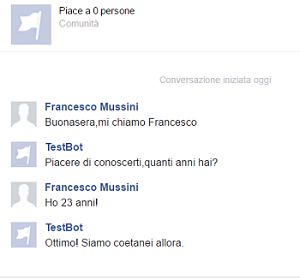 Piace a 0 persone
Comunità
Conversazione iniziata oggi
Francesco Mussini
Buonasera,mi chiamo Francesco
TestBot
Piacere di conoscerti,quanti anni hai?
Francesco Mussini
Ho 23 anni!
TestBot
Ottimo! Siamo coetanei allora.